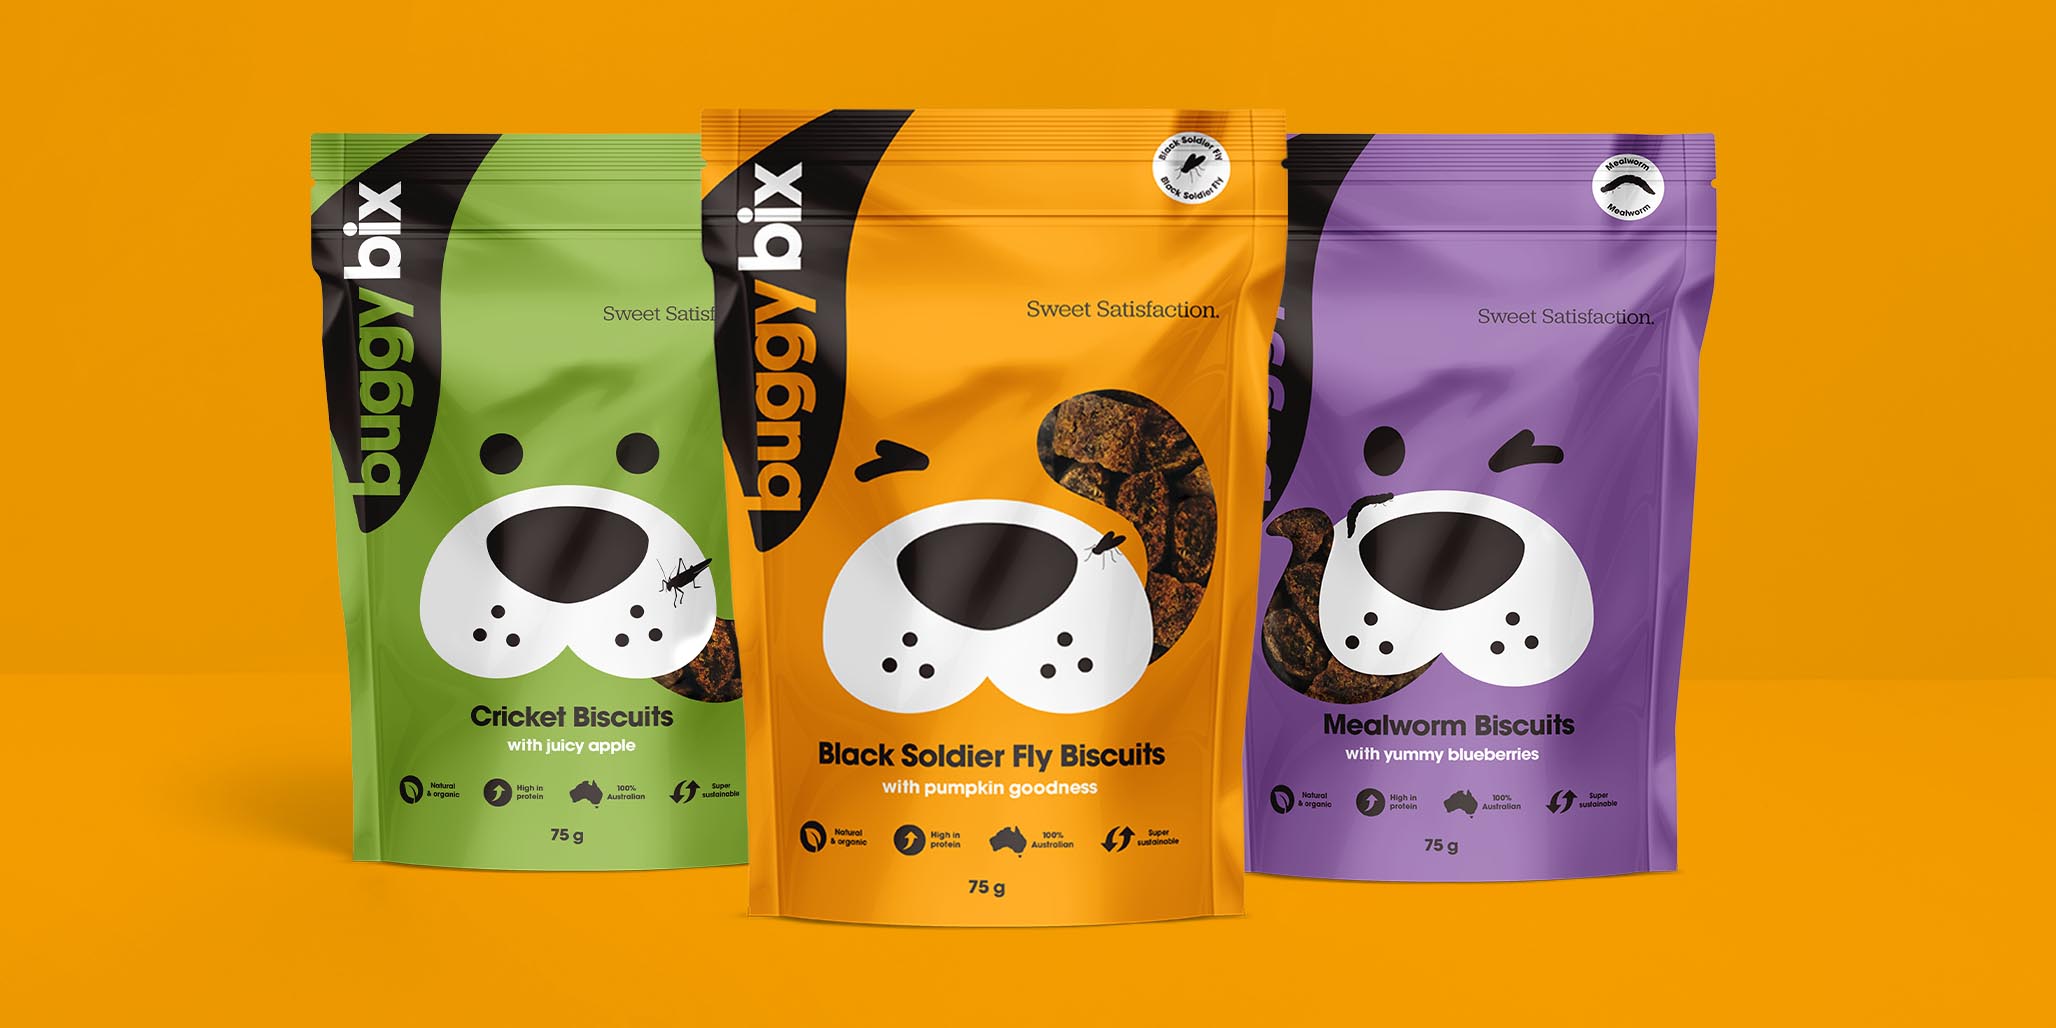 buggy bix
Sweet Satisf
Cricket Biscuits
with juicy apple
Natural
& organic
High in
protein
100%
Australian
Super
sustainable
75 g
buggy bix
Black Soldier Fly
Black Soldier Fly
Sweet Satisfaction.
Black Soldier Fly Biscuits
with pumpkin goodness
Natural
& organic
High in
protein
100%
Australian
Super
sustainable
75 g
Mealworm
Mealworm
Sweet Satisfaction.
Mealworm Biscuits
with yummy blueberries
Natural
& organic
High in
protein
100%
Australian
Super
sustainable
75 g